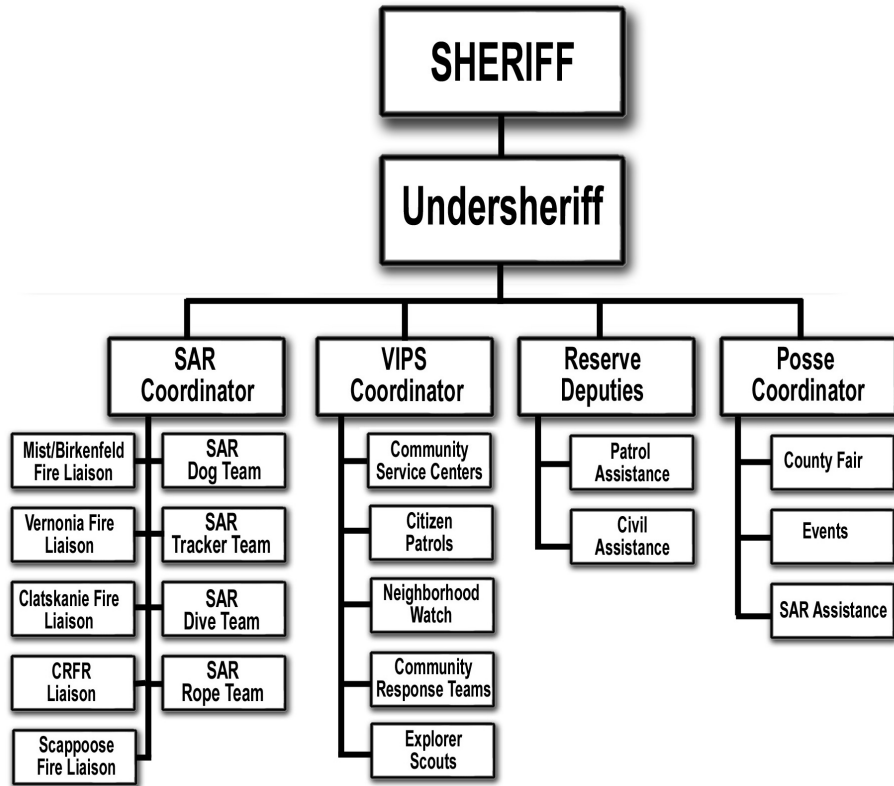 SHERIFF
Undersheriff
SAR
Coordinator
VIPS
Coordinator
Reserve
Deputies
Posse
Coordinator
Mist/Birkenfeld
Fire Liaison
SAR
Dog Team
Vernonia Fire
Liaison
SAR
Tracker Team
Clatskanie Fire
Liaison
SAR
Dive Team
CRFR
Liaison
SAR
Rope Team
Scappoose
Fire Liaison
Community
Service Centers
Citizen
Patrols
Neighborhood
Watch
Community
Response Teams
Explorer
Scouts
Patrol
Assistance
Civil
Assistance
County Fair
Events
SAR Assistance